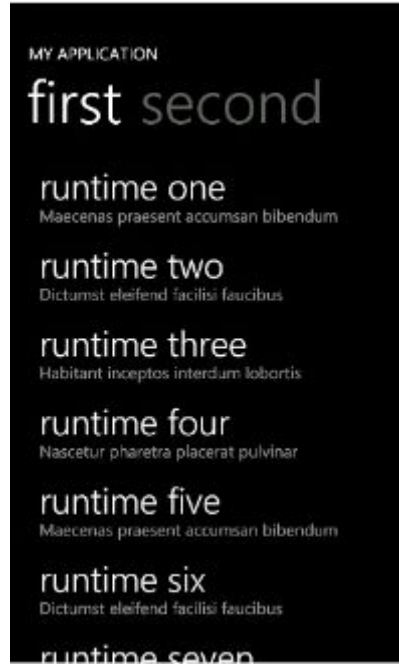 MY APPLICATION
first second
runtime one
Maecenas praesent accumsan bibendum
runtime two
Dictumst eleifend facilisi faucibus
runtime three
Habitant inceptos interdum lobortis
runtime four
Nascetur pharetra placerat pulvinar
runtime five
Maecenas praesent accumsan bibendum
runtime six
Dictumst eleifend facilisi faucibus
runtime seven